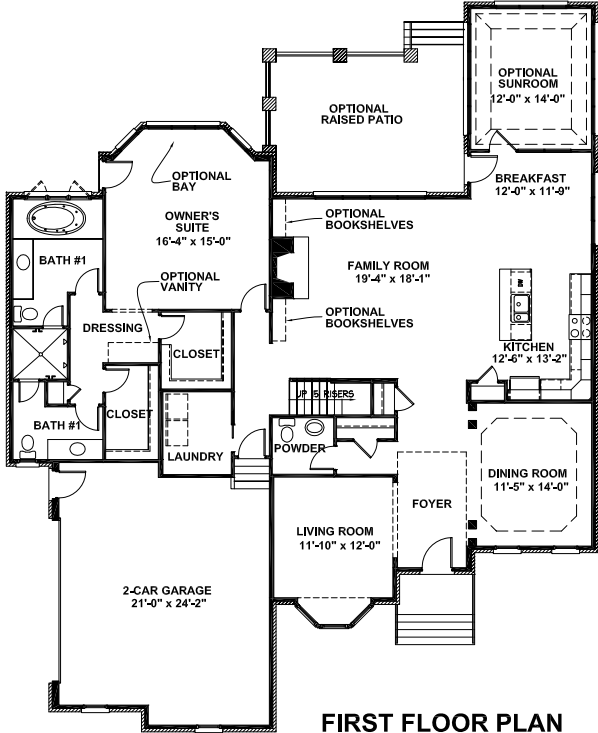 OPTIONAL
SUNROOM
12'-0" x 14'-0"
OPTIONAL
RAISED PATIO
OPTIONAL
BAY
BREAKFAST
12'-0" x 11'-9"
OWNER'S
SUITE
16'-4" x 15'-0"
OPTIONAL
BOOKSHELVES
BATH #1
FAMILY ROOM
19'-4" x 18'-1"
OPTIONAL
VANITY
OPTIONAL
BOOKSHELVES
DRESSING
CLOSET
KITCHEN
12'-6" x 13'-2"
UP 15 RISERS
CLOSET
BATH #1
LAUNDRY
POWDER
DINING ROOM
11'-5" x 14'-0"
FOYER
LIVING ROOM
11'-10" x 12'-0"
2-CAR GARAGE
21'-0" x 24'-2"
FIRST FLOOR PLAN